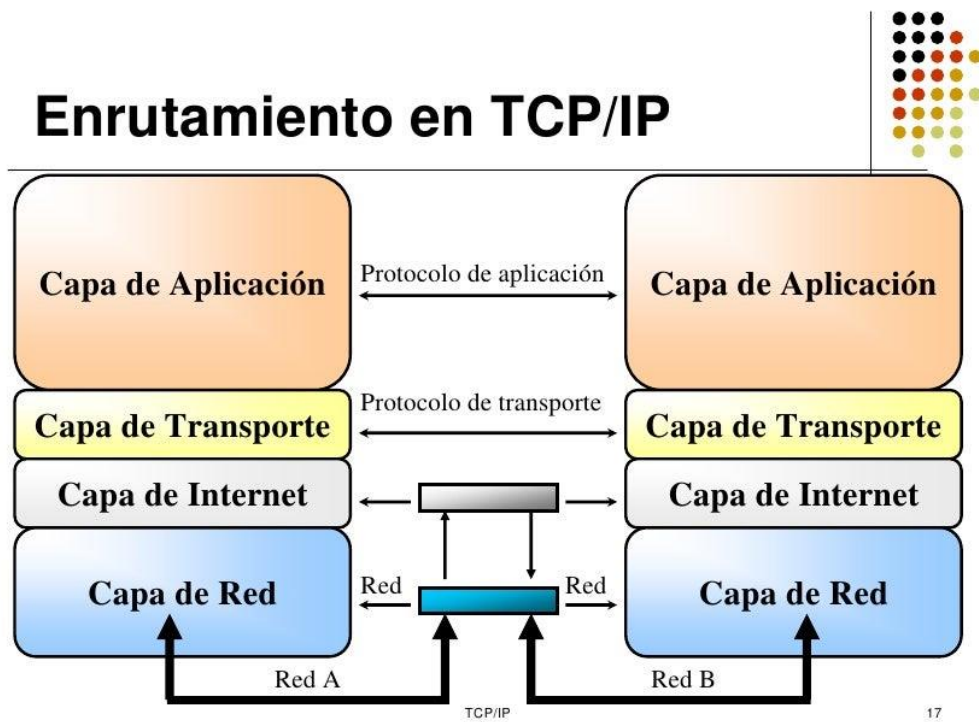 Enrutamiento en TCP/IP
Capa de Aplicación
Protocolo de aplicación
Capa de Aplicación
Capa de Transporte
Protocolo de transporte
Capa de Transporte
Capa de Internet
Capa de Internet
Capa de Red
Red
Red
Capa de Red
Red A
Red B
TCP/IP
17